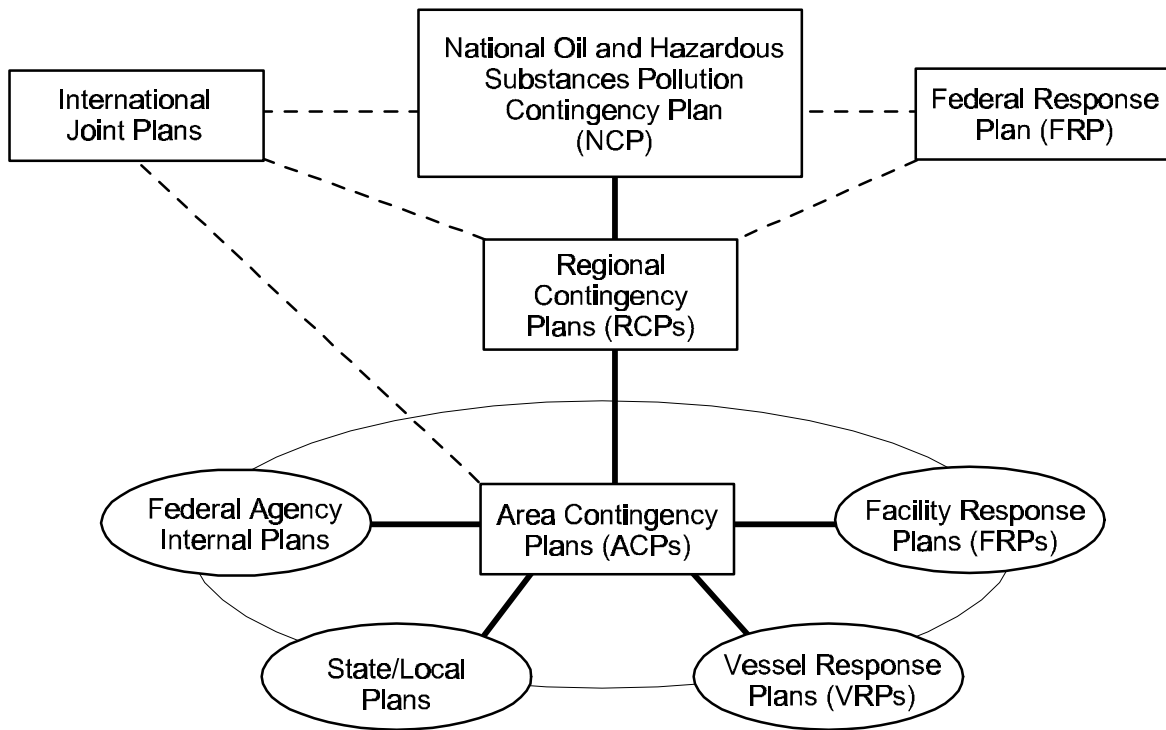 National Oil and Hazardous
Substances Pollution
Contingency Plan
(NCP)
International
Joint Plans
Federal Response
Plan (FRP)
Regional
Contingency
Plans (RCPs)
Federal Agency
Internal Plans
Area Contingency
Plans (ACPs)
Facility Response
Plans (FRPs)
State/Local
Plans
Vessel Response
Plans (VRPs)